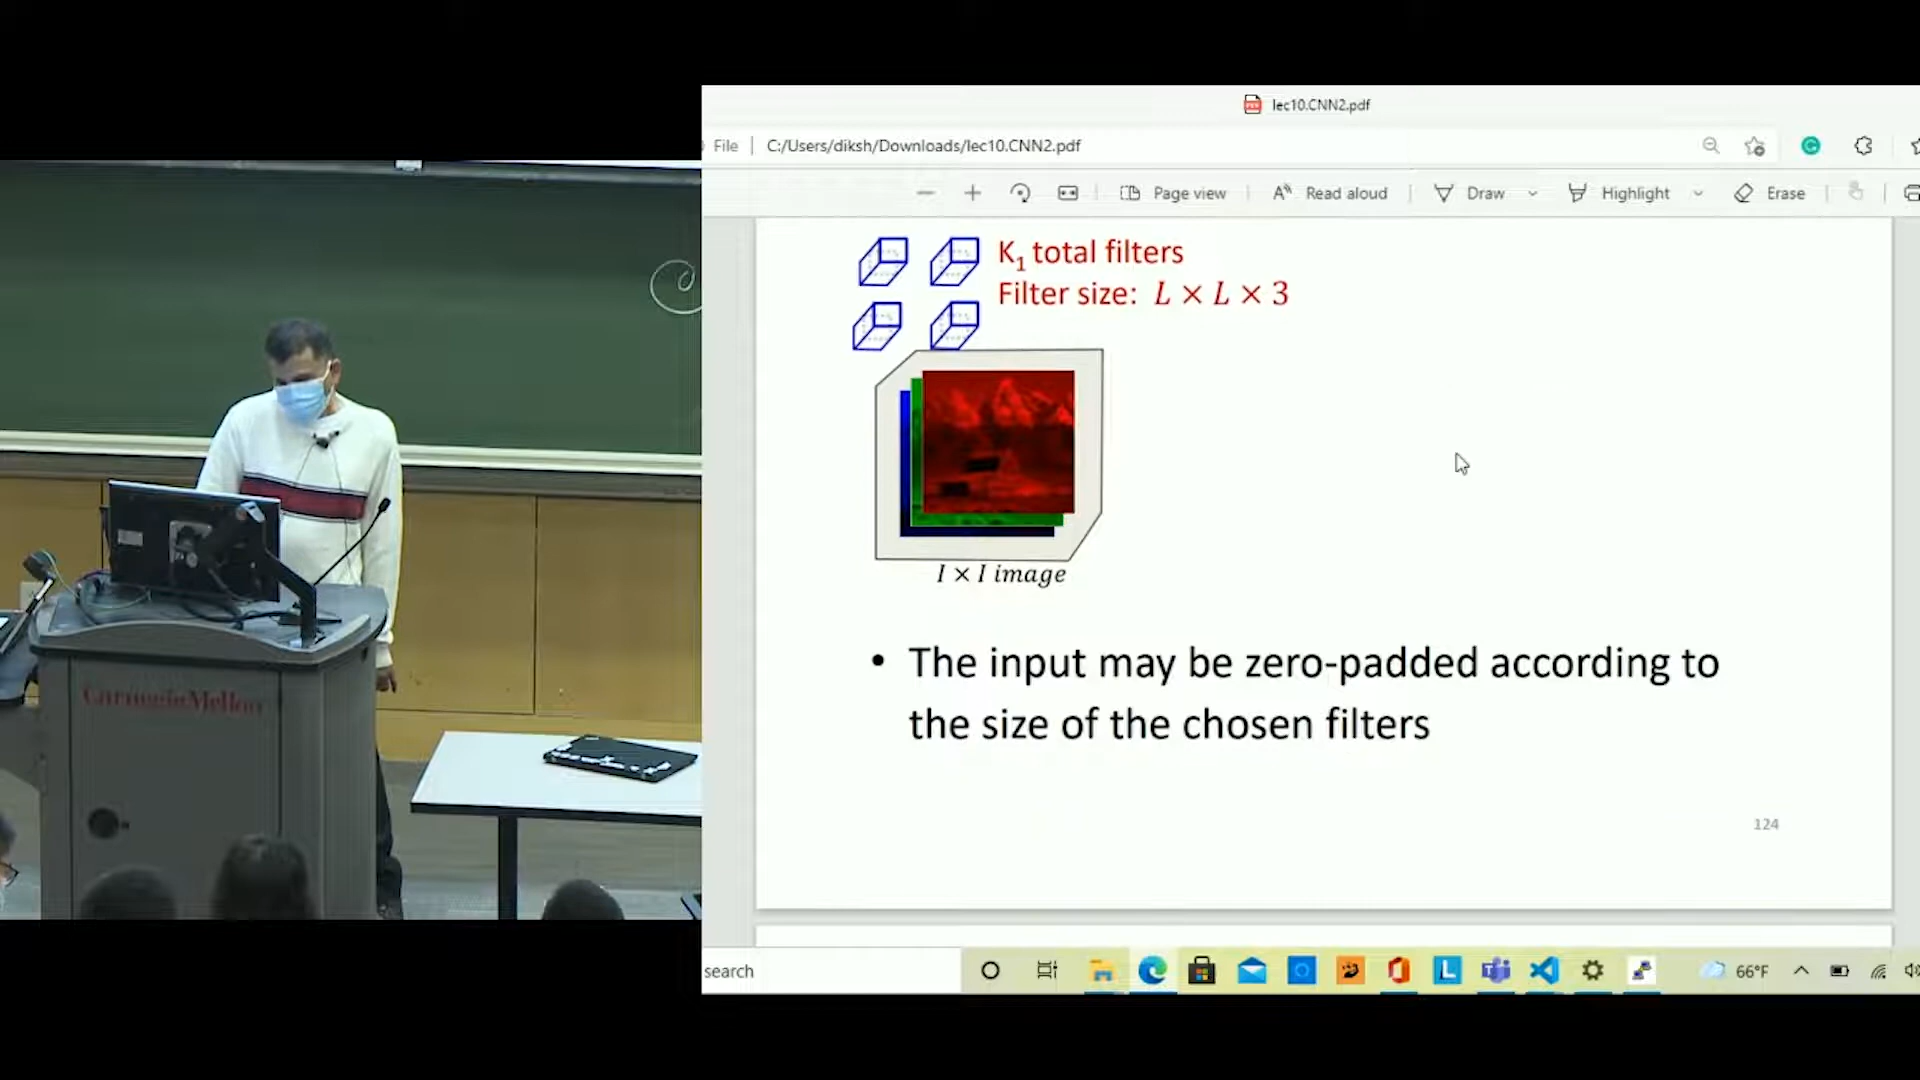 lec10.CNN2.pdf
File
C:/Users/diksh/Downloads/lec10.CNN2.pdf
Page view
Read aloud
Draw
Highlight
Erase
K1 total filters
Filter size: L × L × 3
I × I image
• The input may be zero-padded according to
the size of the chosen filters
124
Carnegie Mellon
search
66°F